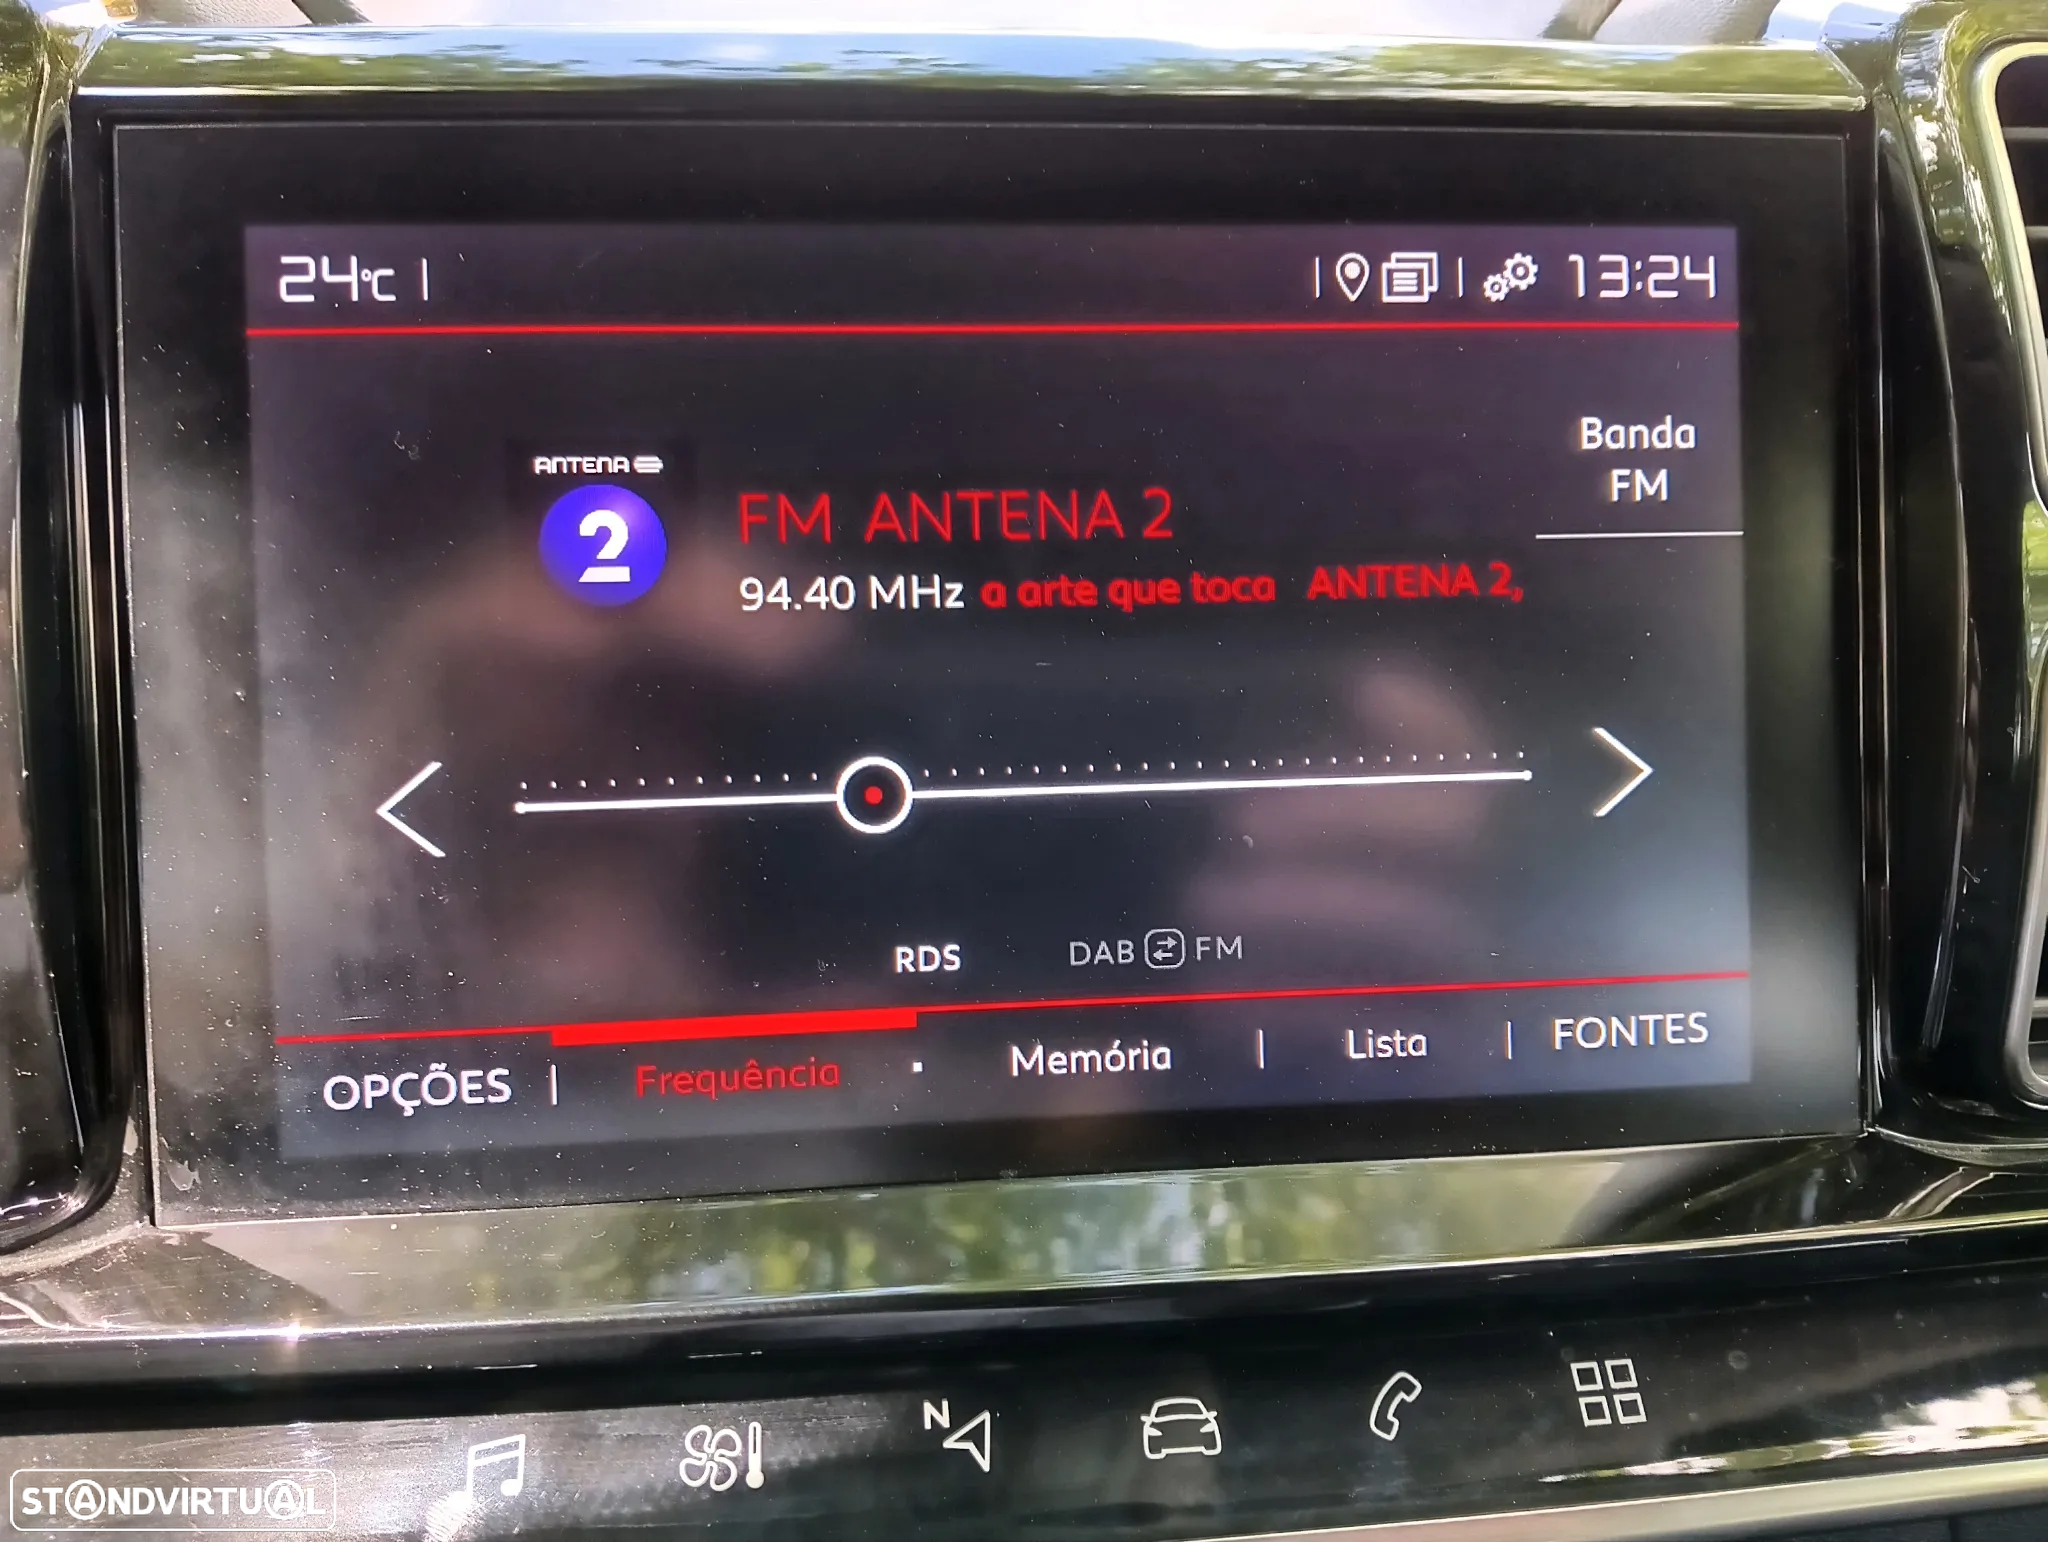 24°C
13:24
Banda
FM
ANTENA
2
FM ANTENA 2
94.40 MHz a arte que toca ANTENA 2,
RDS DAB FM
OPÇÕES Frequência Memória Lista FONTES
N
STANDVIRTUAL